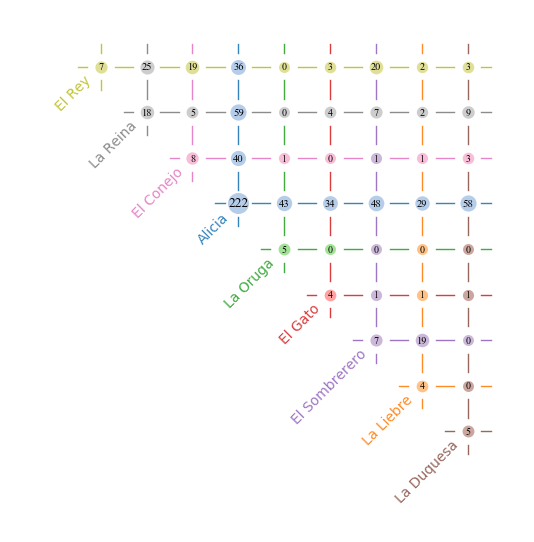 7 25 19 36 0 3 20 2 3
El Rey
18 5 59 0 4 7 2 9
La Reina
8 40 1 0 1 1 3
El Conejo
222 43 34 48 29 58
Alicia
5 0 0 0 0
La Oruga
4 1 1 1
El Gato
7 19 0
El Sombrerero
4 0
La Liebre
5
La Duquesa